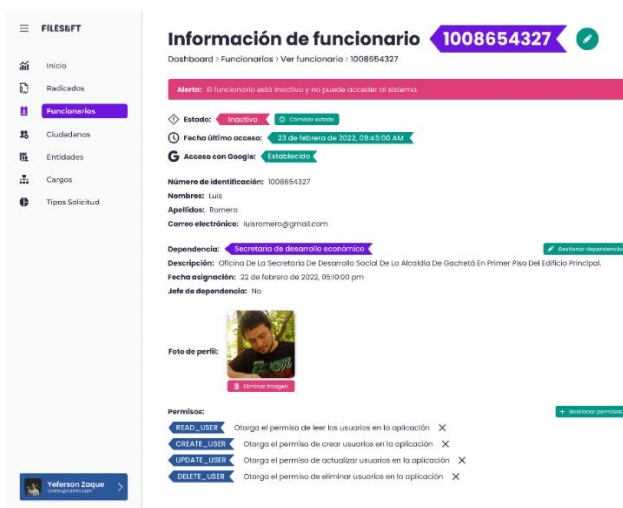 FILESOFT
Información de funcionario 1008654327
Dashboard > Funcionarios > Ver funcionario > 1008654327
Inicio
Radicados
Funcionarios
Ciudadanos
Entidades
Cargos
Tipos Solicitud
Alerta: El funcionario está inactivo y no puede acceder al sistema.
Estado: Inactivo Cambiar estado
Fecha último acceso: 23 de febrero de 2022, 09:45:00 AM
Acceso con Google: Establecido
Número de identificación: 1008654327
Nombres: Luis
Apellidos: Romero
Correo electrónico: luisromero@gmail.com
Dependencia: Secretaría de desarrollo económico Gestionar dependencia
Descripción: Oficina De La Secretaría De Desarrollo Social De La Alcaldía De Gachetá En Primer Piso Del Edificio Principal.
Fecha asignación: 22 de febrero de 2022, 05:10:00 pm
Jefe de dependencia: No
Foto de perfil:
Eliminar imagen
Permisos: + Gestionar permisos
READ_USER Otorga el permiso de leer los usuarios en la aplicación
CREATE_USER Otorga el permiso de crear usuarios en la aplicación
UPDATE_USER Otorga el permiso de actualizar usuarios en la aplicación
DELETE_USER Otorga el permiso de eliminar usuarios en la aplicación
Yeferson Zaque